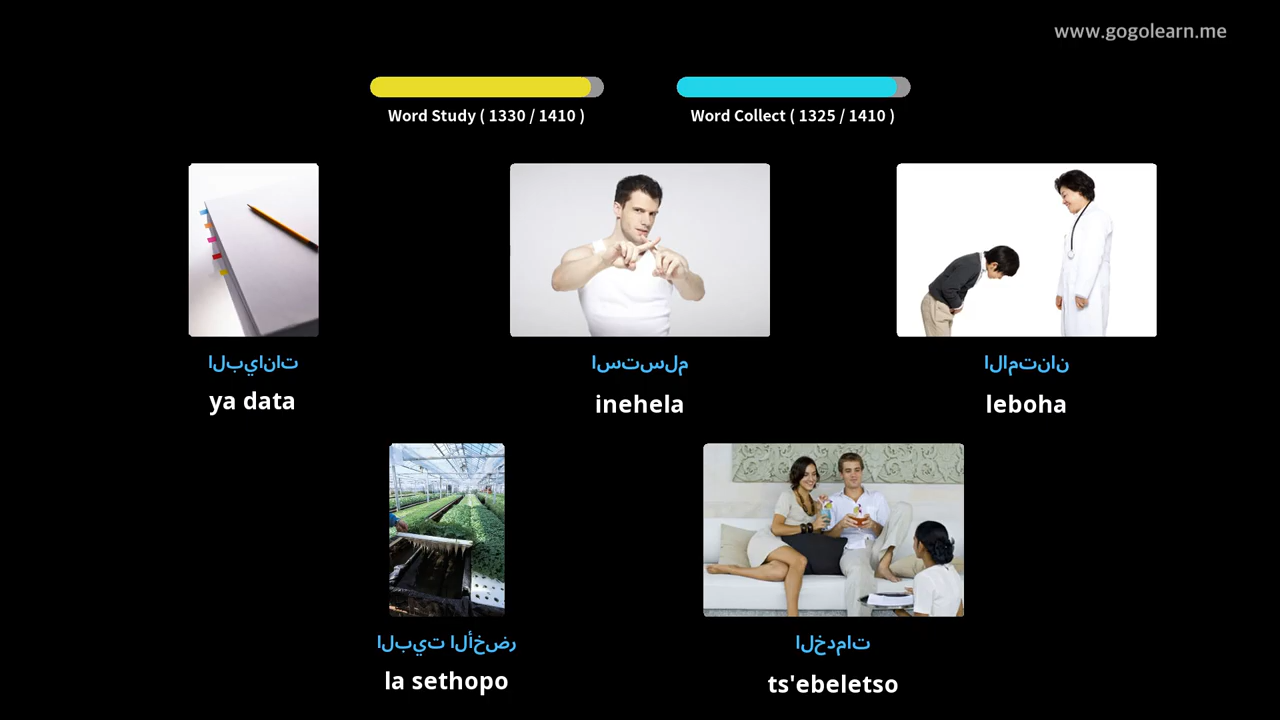 www.gogolearn.me
Word Study ( 1330 / 1410 )
Word Collect ( 1325 / 1410 )
البيانات
ya data
استسلم
inehela
الامتنان
leboha
البيت الأخضر
la sethopo
الخدمات
ts'ebeletso